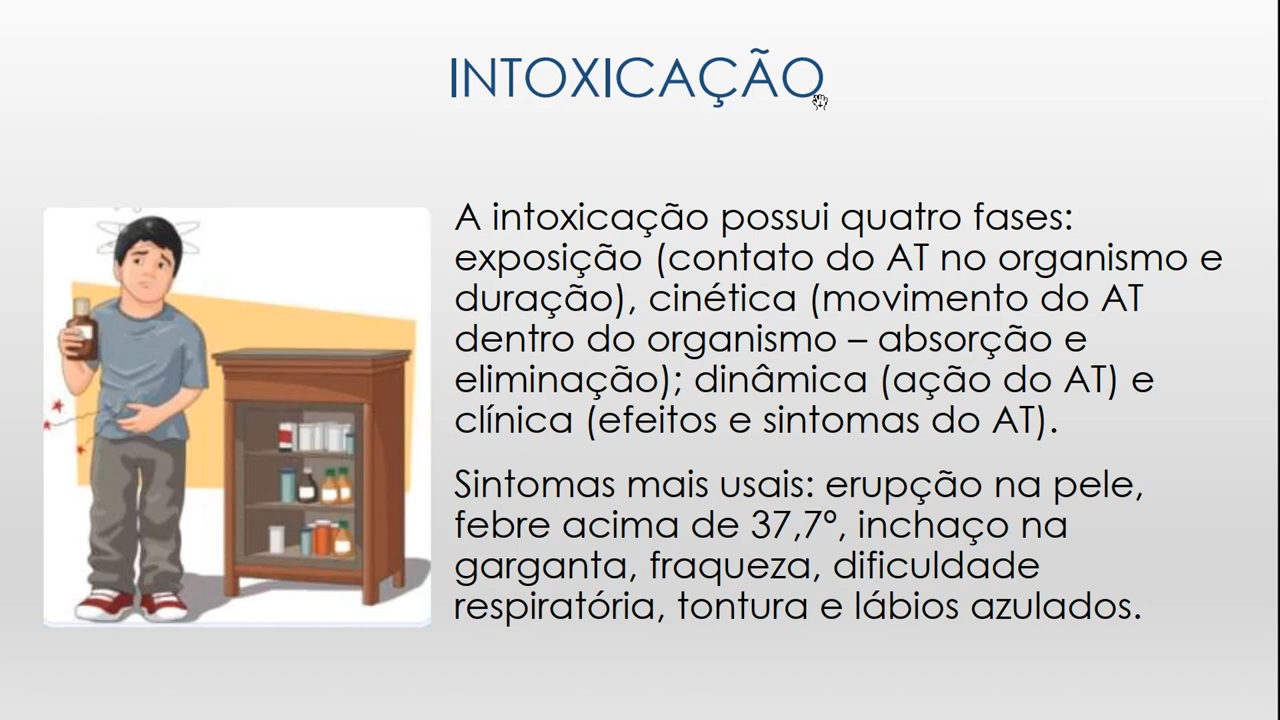 INTOXICAÇÃO
A intoxicação possui quatro fases:
exposição (contato do AT no organismo e
duração), cinética (movimento do AT
dentro do organismo – absorção e
eliminação); dinâmica (ação do AT) e
clínica (efeitos e sintomas do AT).
Sintomas mais usais: erupção na pele,
febre acima de 37,7º, inchaço na
garganta, fraqueza, dificuldade
respiratória, tontura e lábios azulados.